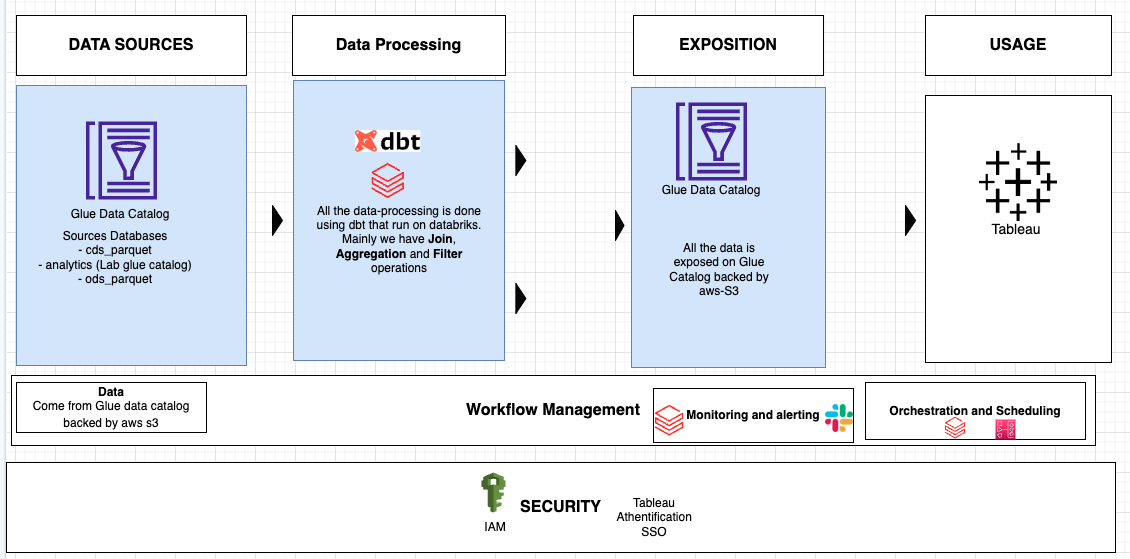 DATA SOURCES
Data Processing
EXPOSITION
USAGE
Glue Data Catalog
Sources Databases
- cds_parquet
- analytics (Lab glue catalog)
- ods_parquet
dbt
All the data-processing is done
using dbt that run on databriks.
Mainly we have Join,
Aggregation and Filter
operations
Glue Data Catalog
All the data is
exposed on Glue
Catalog backed by
aws-S3
Tableau
Data
Come from Glue data catalog
backed by aws s3
Workflow Management
Monitoring and alerting
Orchestration and Scheduling
IAM
SECURITY
Tableau
Athentification
SSO